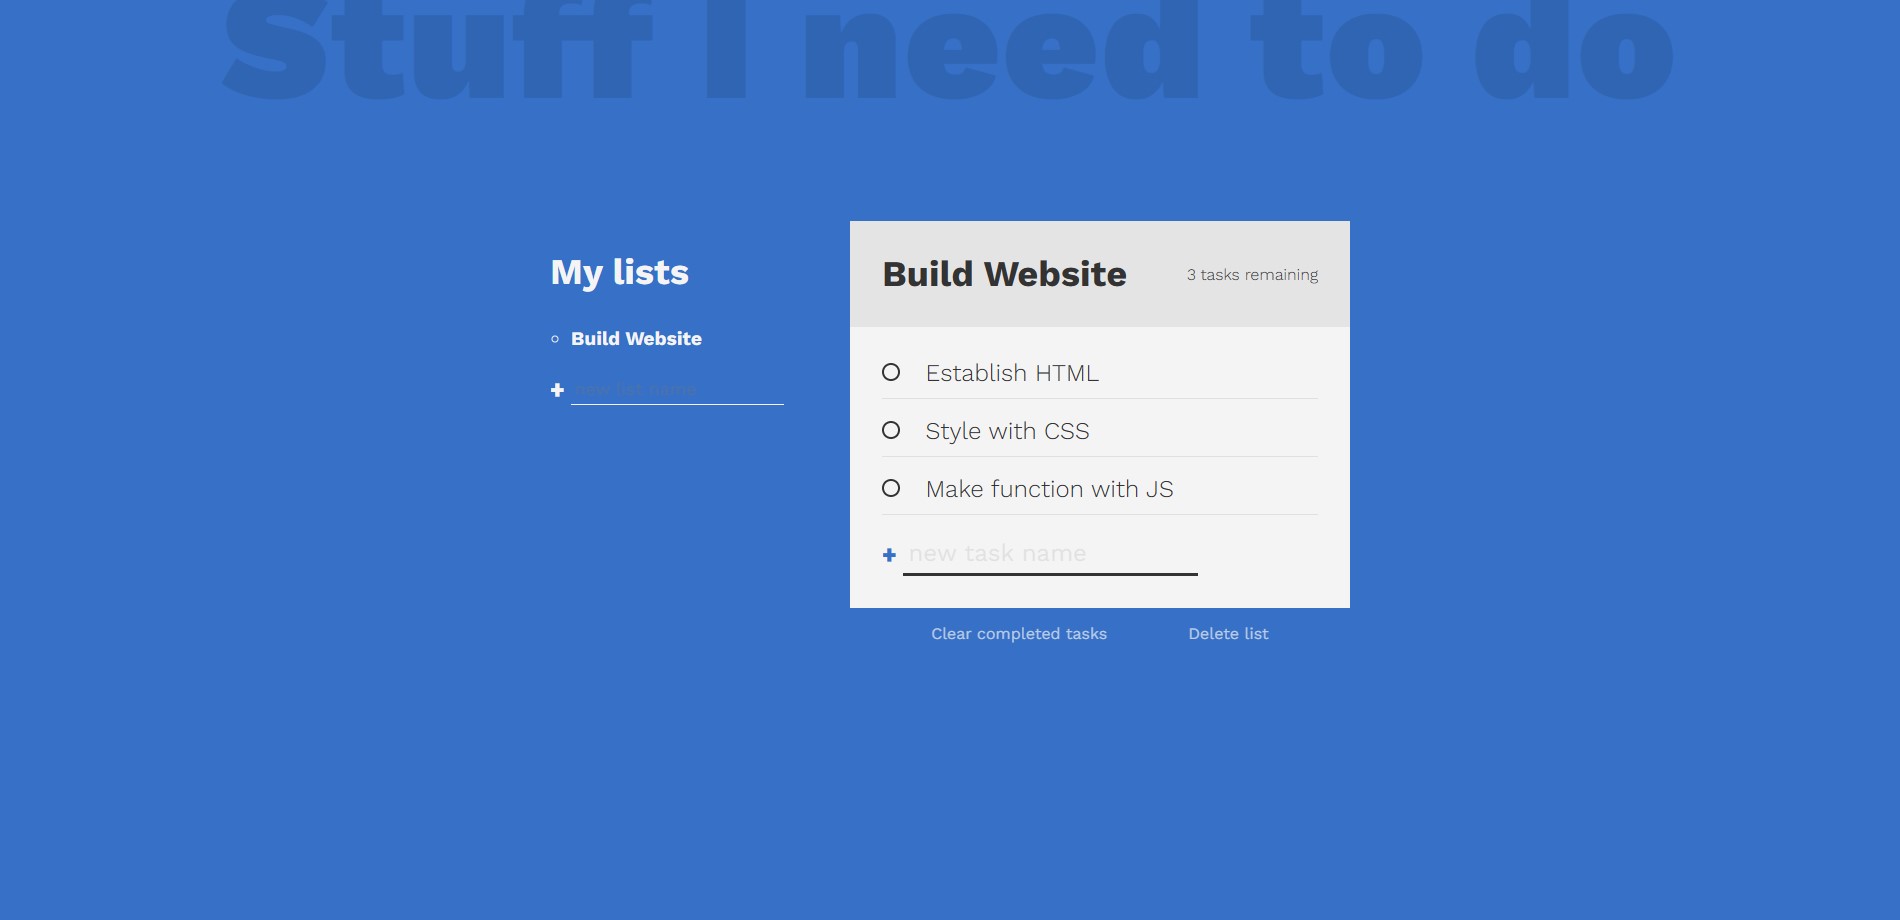 Stuff I need to do
My lists
Build Website
new list name
Build Website
3 tasks remaining
Establish HTML
Style with CSS
Make function with JS
+ new task name
Clear completed tasks
Delete list